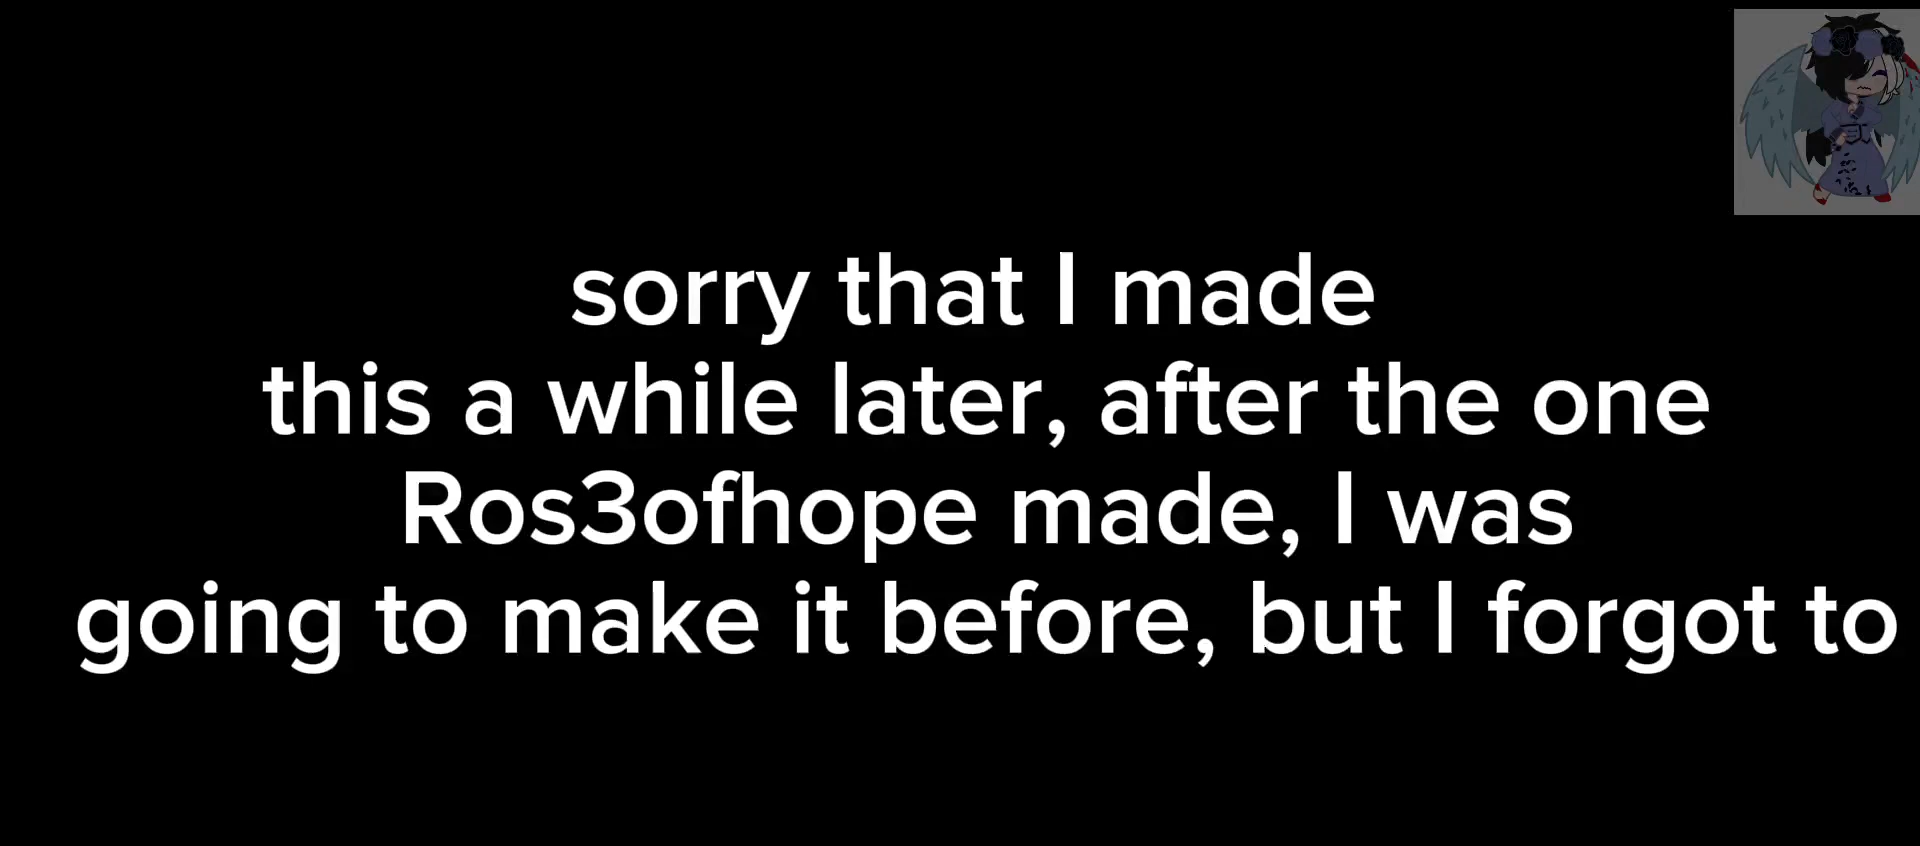 sorry that I made
this a while later, after the one
Ros3ofhope made, I was
going to make it before, but I forgot to